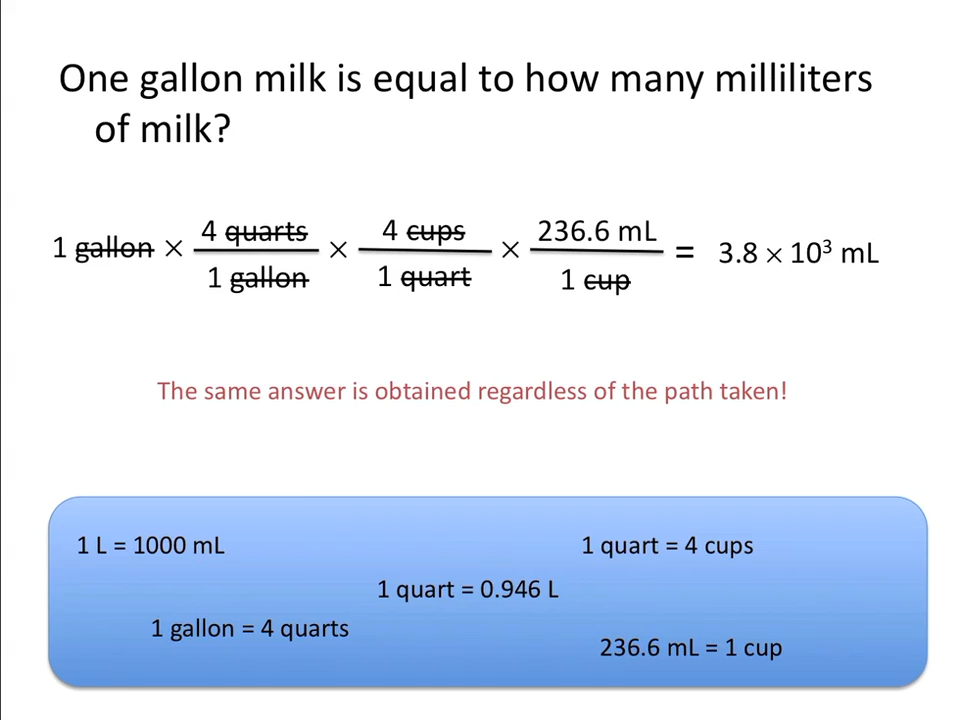 One gallon milk is equal to how many milliliters
of milk?
1 gallon × 4 quarts / 1 gallon × 4 cups / 1 quart × 236.6 mL / 1 cup = 3.8 × 10³ mL
The same answer is obtained regardless of the path taken!
1 L = 1000 mL
1 quart = 4 cups
1 quart = 0.946 L
1 gallon = 4 quarts
236.6 mL = 1 cup